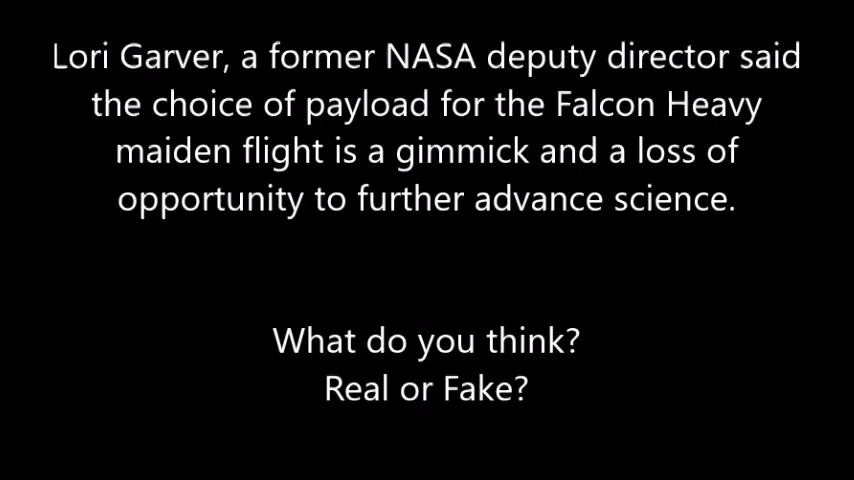 Lori Garver, a former NASA deputy director said
the choice of payload for the Falcon Heavy
maiden flight is a gimmick and a loss of
opportunity to further advance science.
What do you think?
Real or Fake?